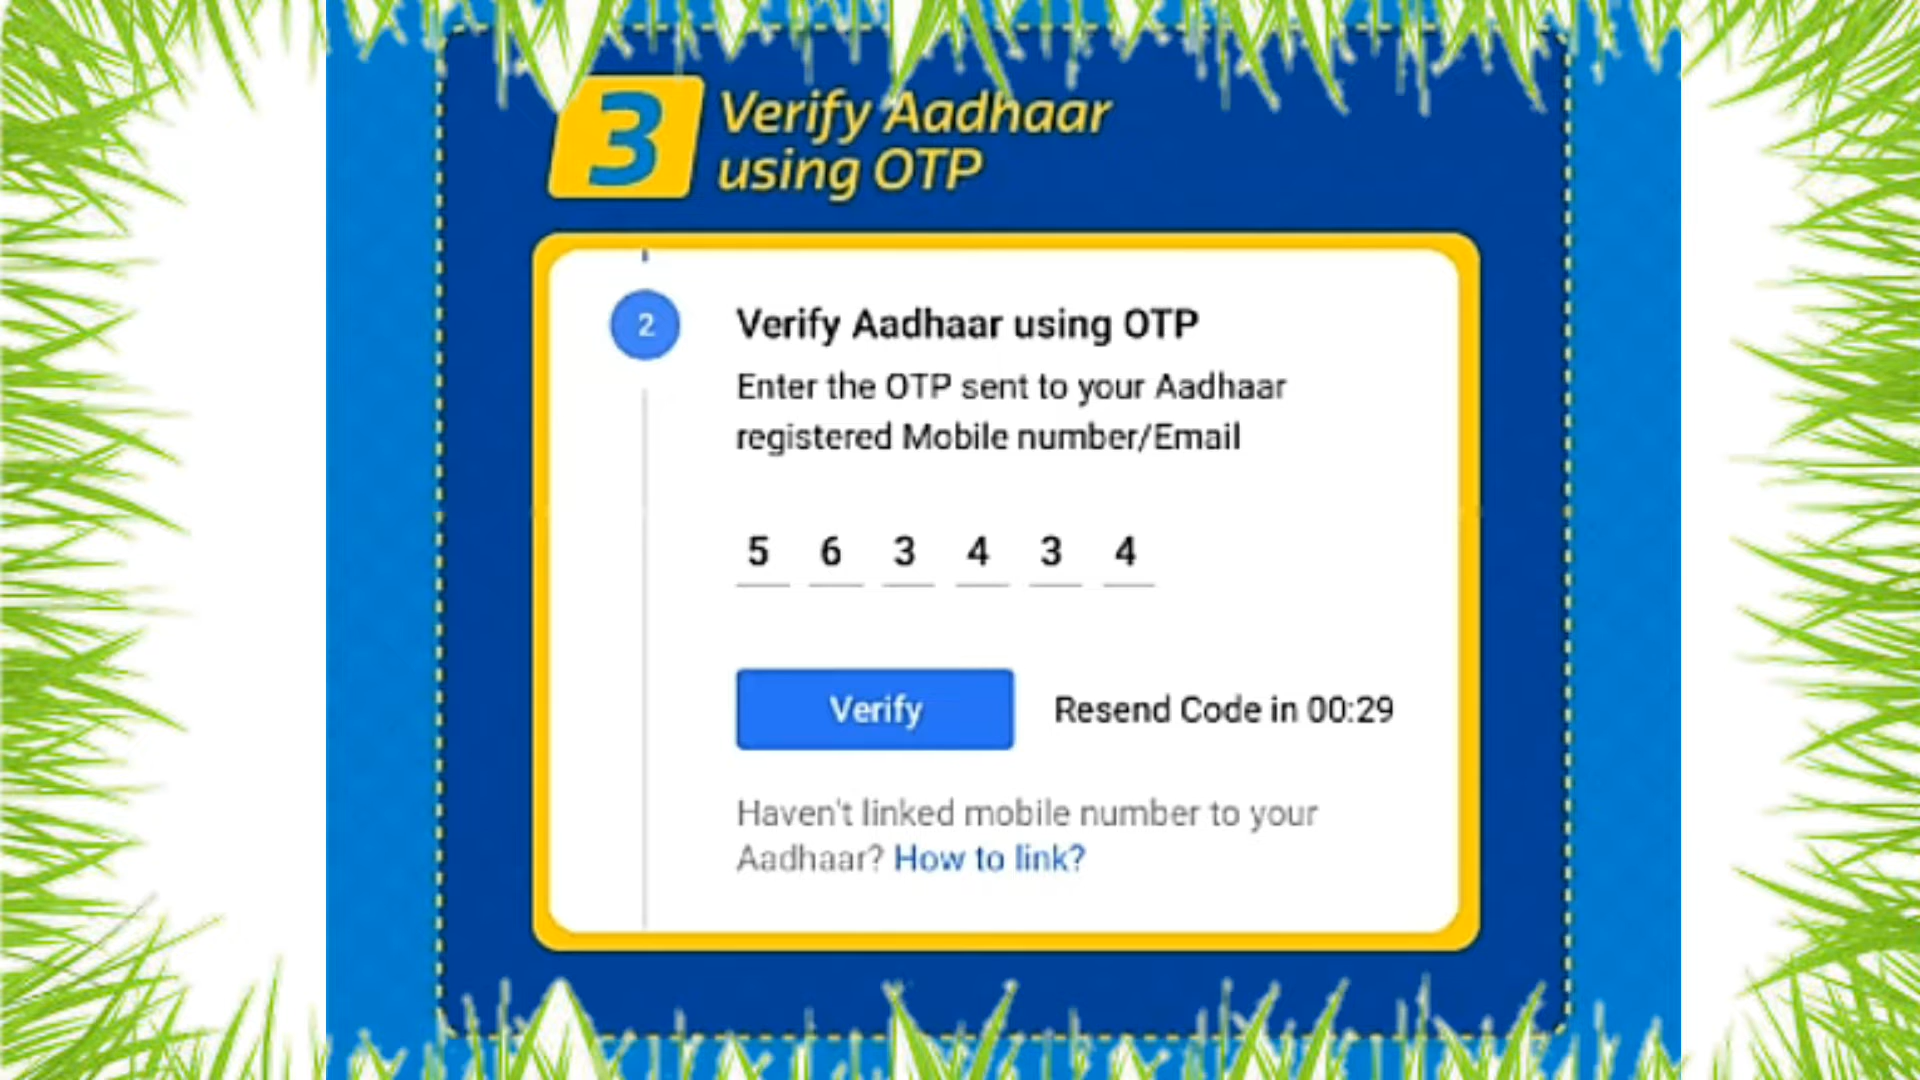 3
Verify Aadhaar
using OTP
2
Verify Aadhaar using OTP
Enter the OTP sent to your Aadhaar
registered Mobile number/Email
5 6 3 4 3 4
Verify
Resend Code in 00:29
Haven't linked mobile number to your
Aadhaar? How to link?